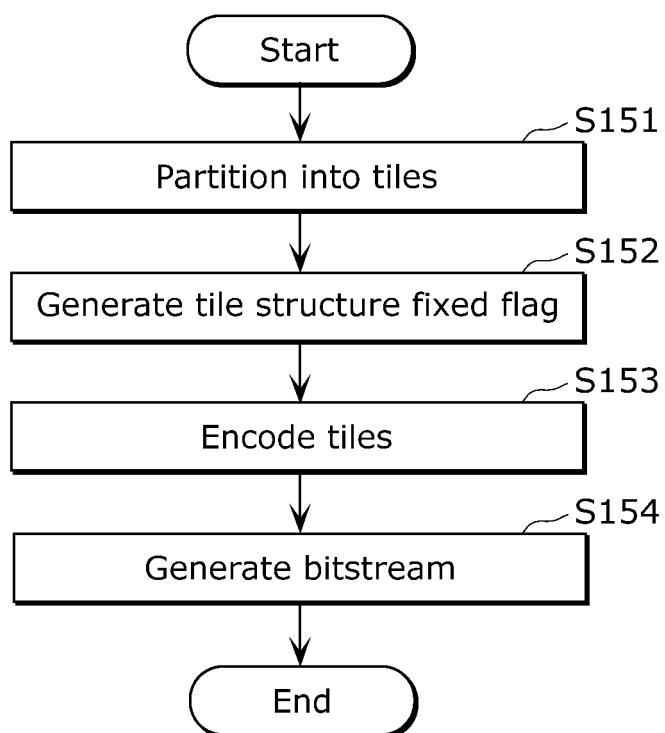 Start
S151
Partition into tiles
S152
Generate tile structure fixed flag
S153
Encode tiles
S154
Generate bitstream
End